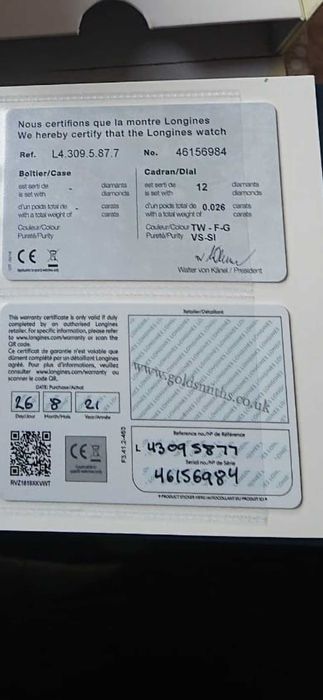 Nous certifions que la montre Longines
We hereby certify that the Longines watch
Ref. L4.309.5.87.7 No. 46156984
Boîtier/Case Cadran/Dial
est serti de - diamants est serti de 12 diamants
is set with diamonds is set with diamonds
d'un poids total de - carats d'un poids total de 0.026 carats
with a total weight of carats with a total weight of carats
Couleur/Colour Couleur/Colour TW - F-G
Pureté/Purity Pureté/Purity VS-SI
CE
Walter von Känel / President
This warranty certificate is only valid if duly
completed by an authorised Longines
retailer. For specific information, please refer
to www.longines.com/warranty or scan the
QR code.
Ce certificat de garantie n'est valable que
dûment complété par un détaillant Longines
agréé. Pour plus d'informations, veuillez
consulter www.longines.com/warranty ou
scanner le code QR.
DATE: Purchase/Achat
26 8 21
Day/Jour Month/Mois Year/Année
RVZ1818XKVWT
CE
F3.41.2-460
Retailer/Détaillant
www.goldsmiths.co.uk
Reference no./Nº de Référence
L 43095877
Serial no./Nº de Série
46156984